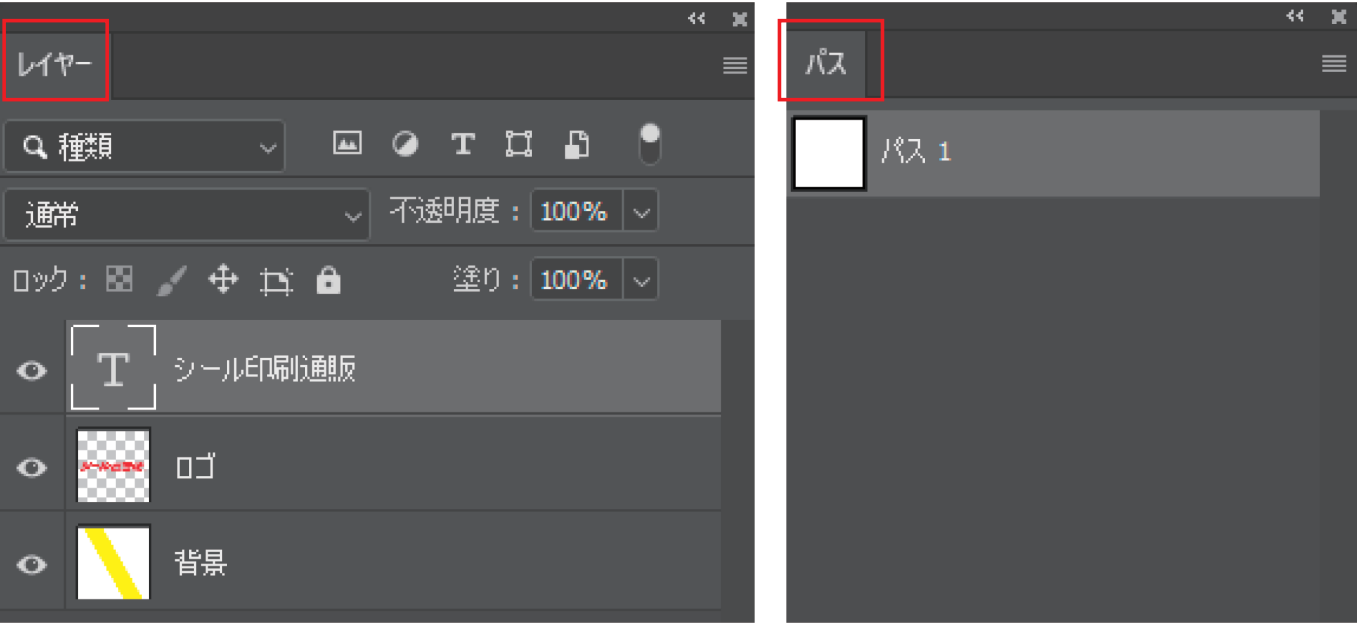 レイヤー
種類
通常
不透明度： 100%
ロック：
塗り： 100%
シール印刷通販
ロゴ
背景
パス
パス 1